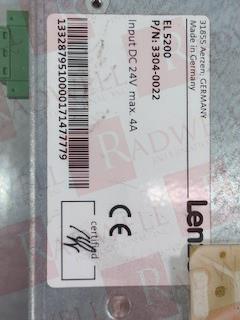 31855 Aerzen, GERMANY
Made in Germany
EL 5200
P/N: 3304-0022
Input DC 24V max. 4A
13328795100001714777779
CE
certified
Len
RADWELL